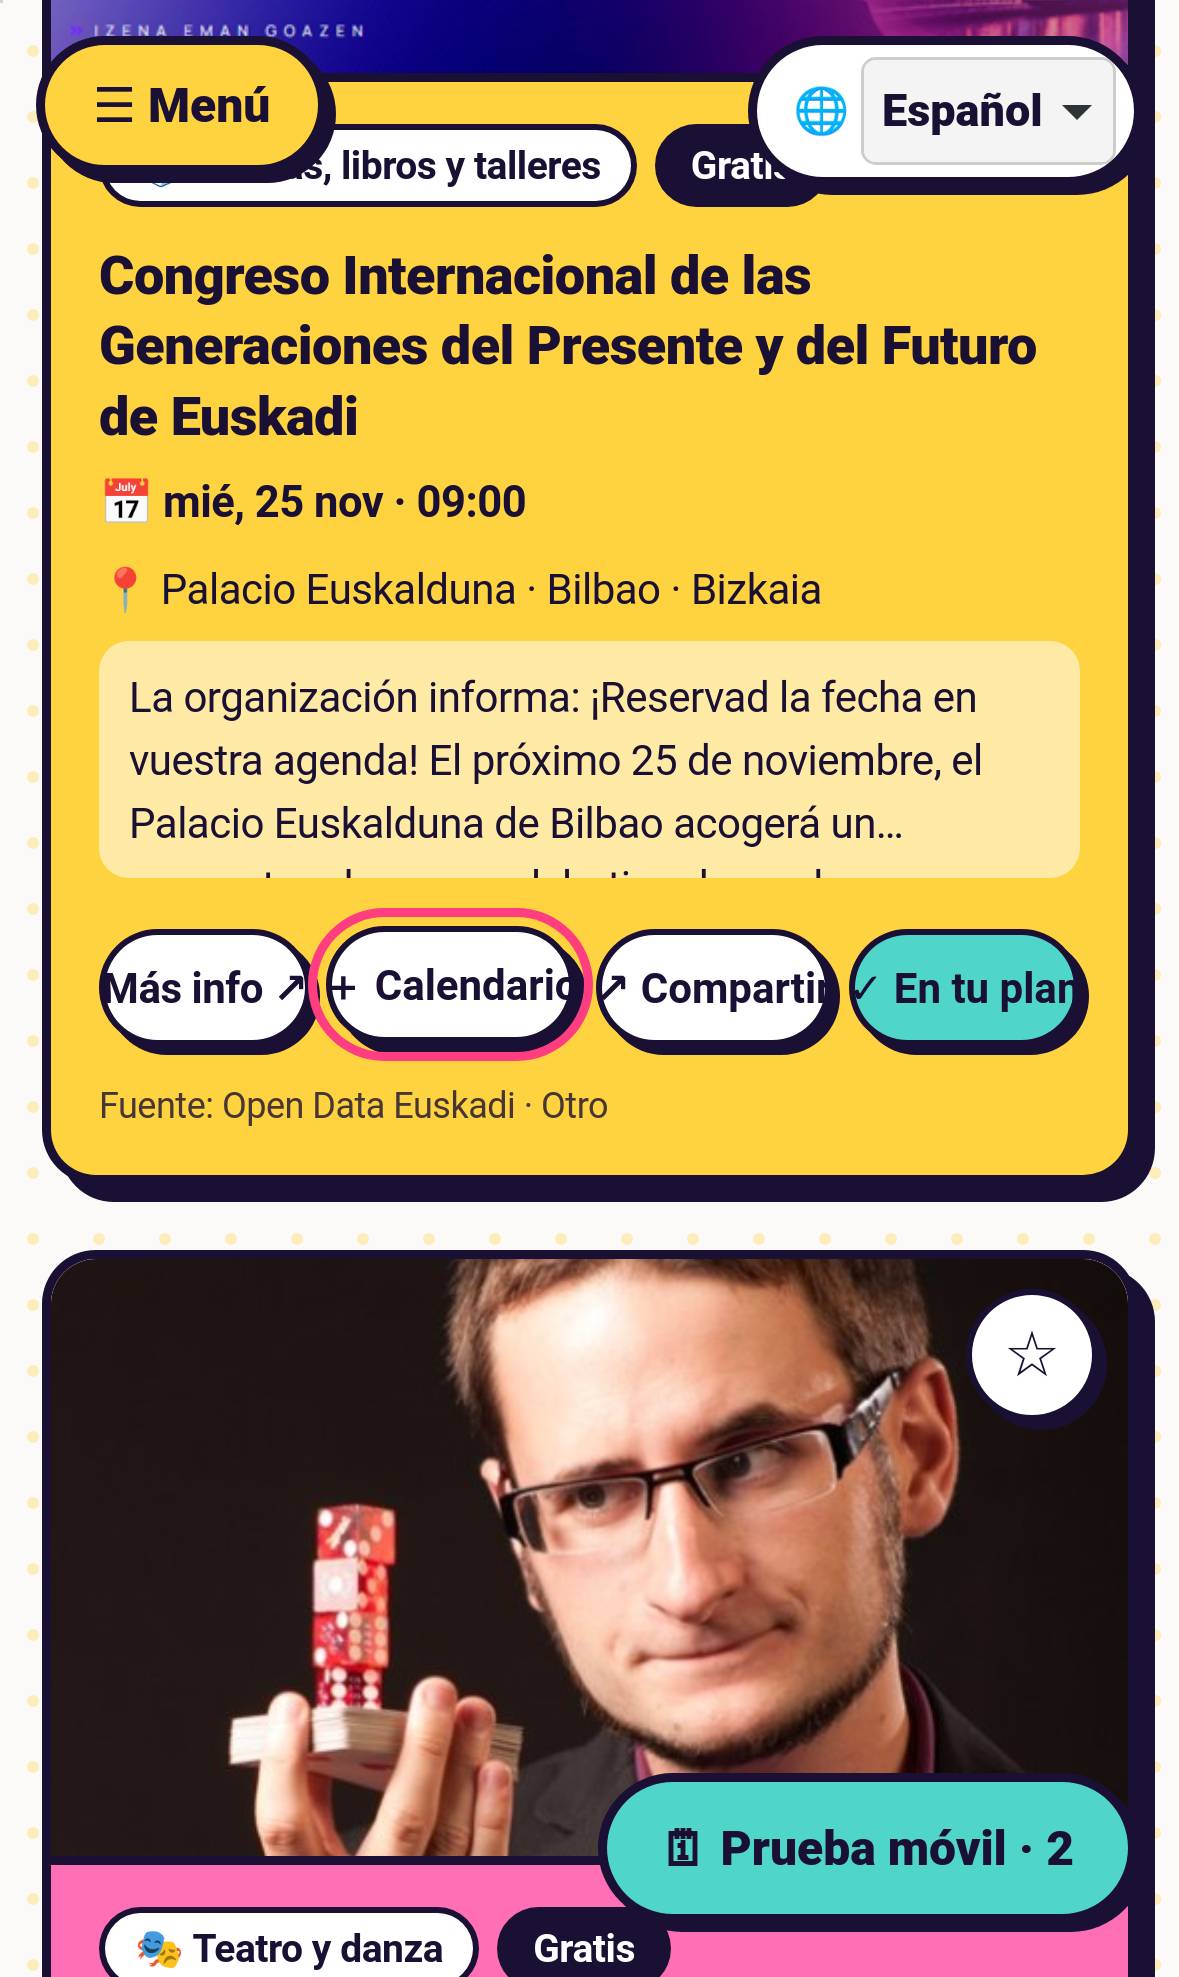 IZENA EMAN GOAZEN
☰ Menú
🌐 Español
s, libros y talleres
Gratis
Congreso Internacional de las
Generaciones del Presente y del Futuro
de Euskadi
📅 mié, 25 nov · 09:00
📍 Palacio Euskalduna · Bilbao · Bizkaia
La organización informa: ¡Reservad la fecha en
vuestra agenda! El próximo 25 de noviembre, el
Palacio Euskalduna de Bilbao acogerá un…
Más info ↗ + Calendario ↗ Compartir ✓ En tu plan
Fuente: Open Data Euskadi · Otro
Prueba móvil · 2
🎭 Teatro y danza
Gratis